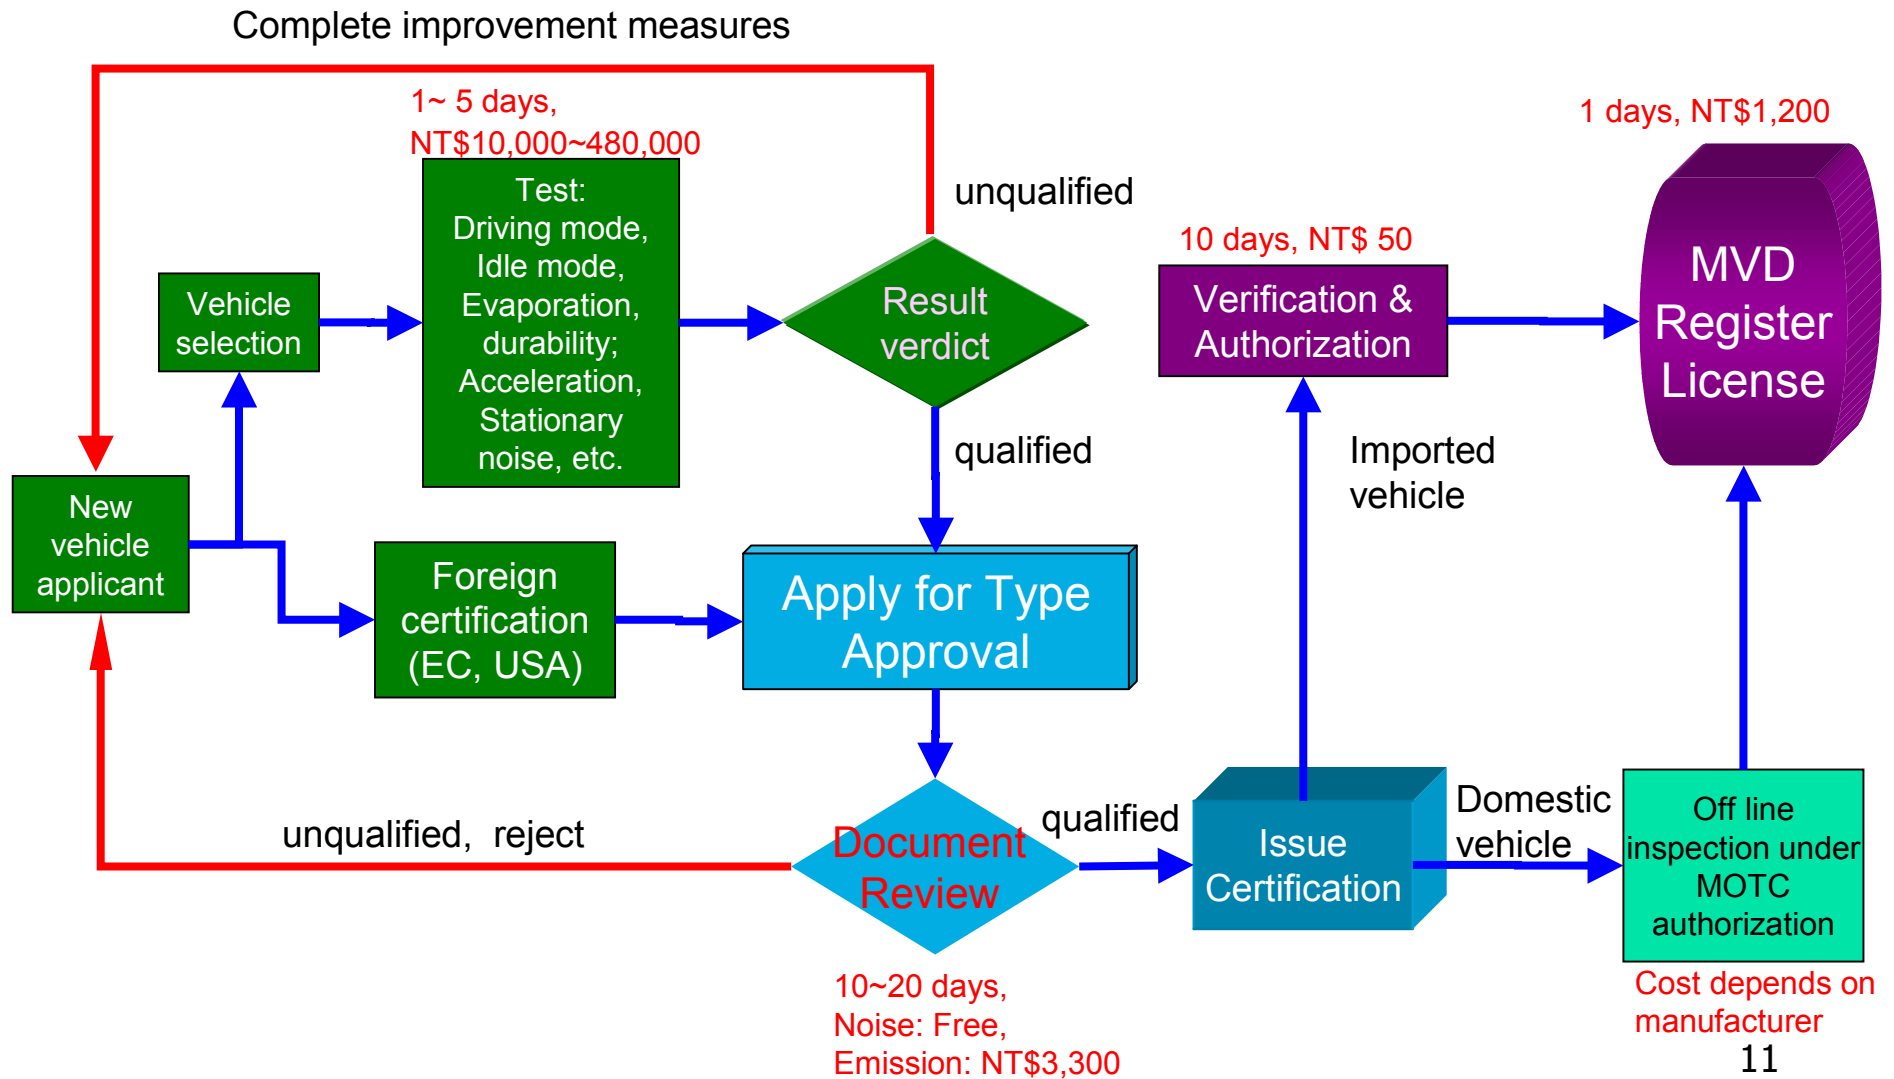 Complete improvement measures
1~ 5 days,
NT$10,000~480,000
1 days, NT$1,200
Test:
Driving mode,
Idle mode,
Evaporation,
durability;
Acceleration,
Stationary
noise, etc.
unqualified
10 days, NT$ 50
Vehicle
selection
Result
verdict
Verification &
Authorization
MVD
Register
License
qualified
Imported
vehicle
New
vehicle
applicant
Foreign
certification
(EC, USA)
Apply for Type
Approval
unqualified,  reject
Document
Review
qualified
Issue
Certification
Domestic
vehicle
Off line
inspection under
MOTC
authorization
10~20 days,
Noise: Free,
Emission: NT$3,300
Cost depends on
manufacturer
11